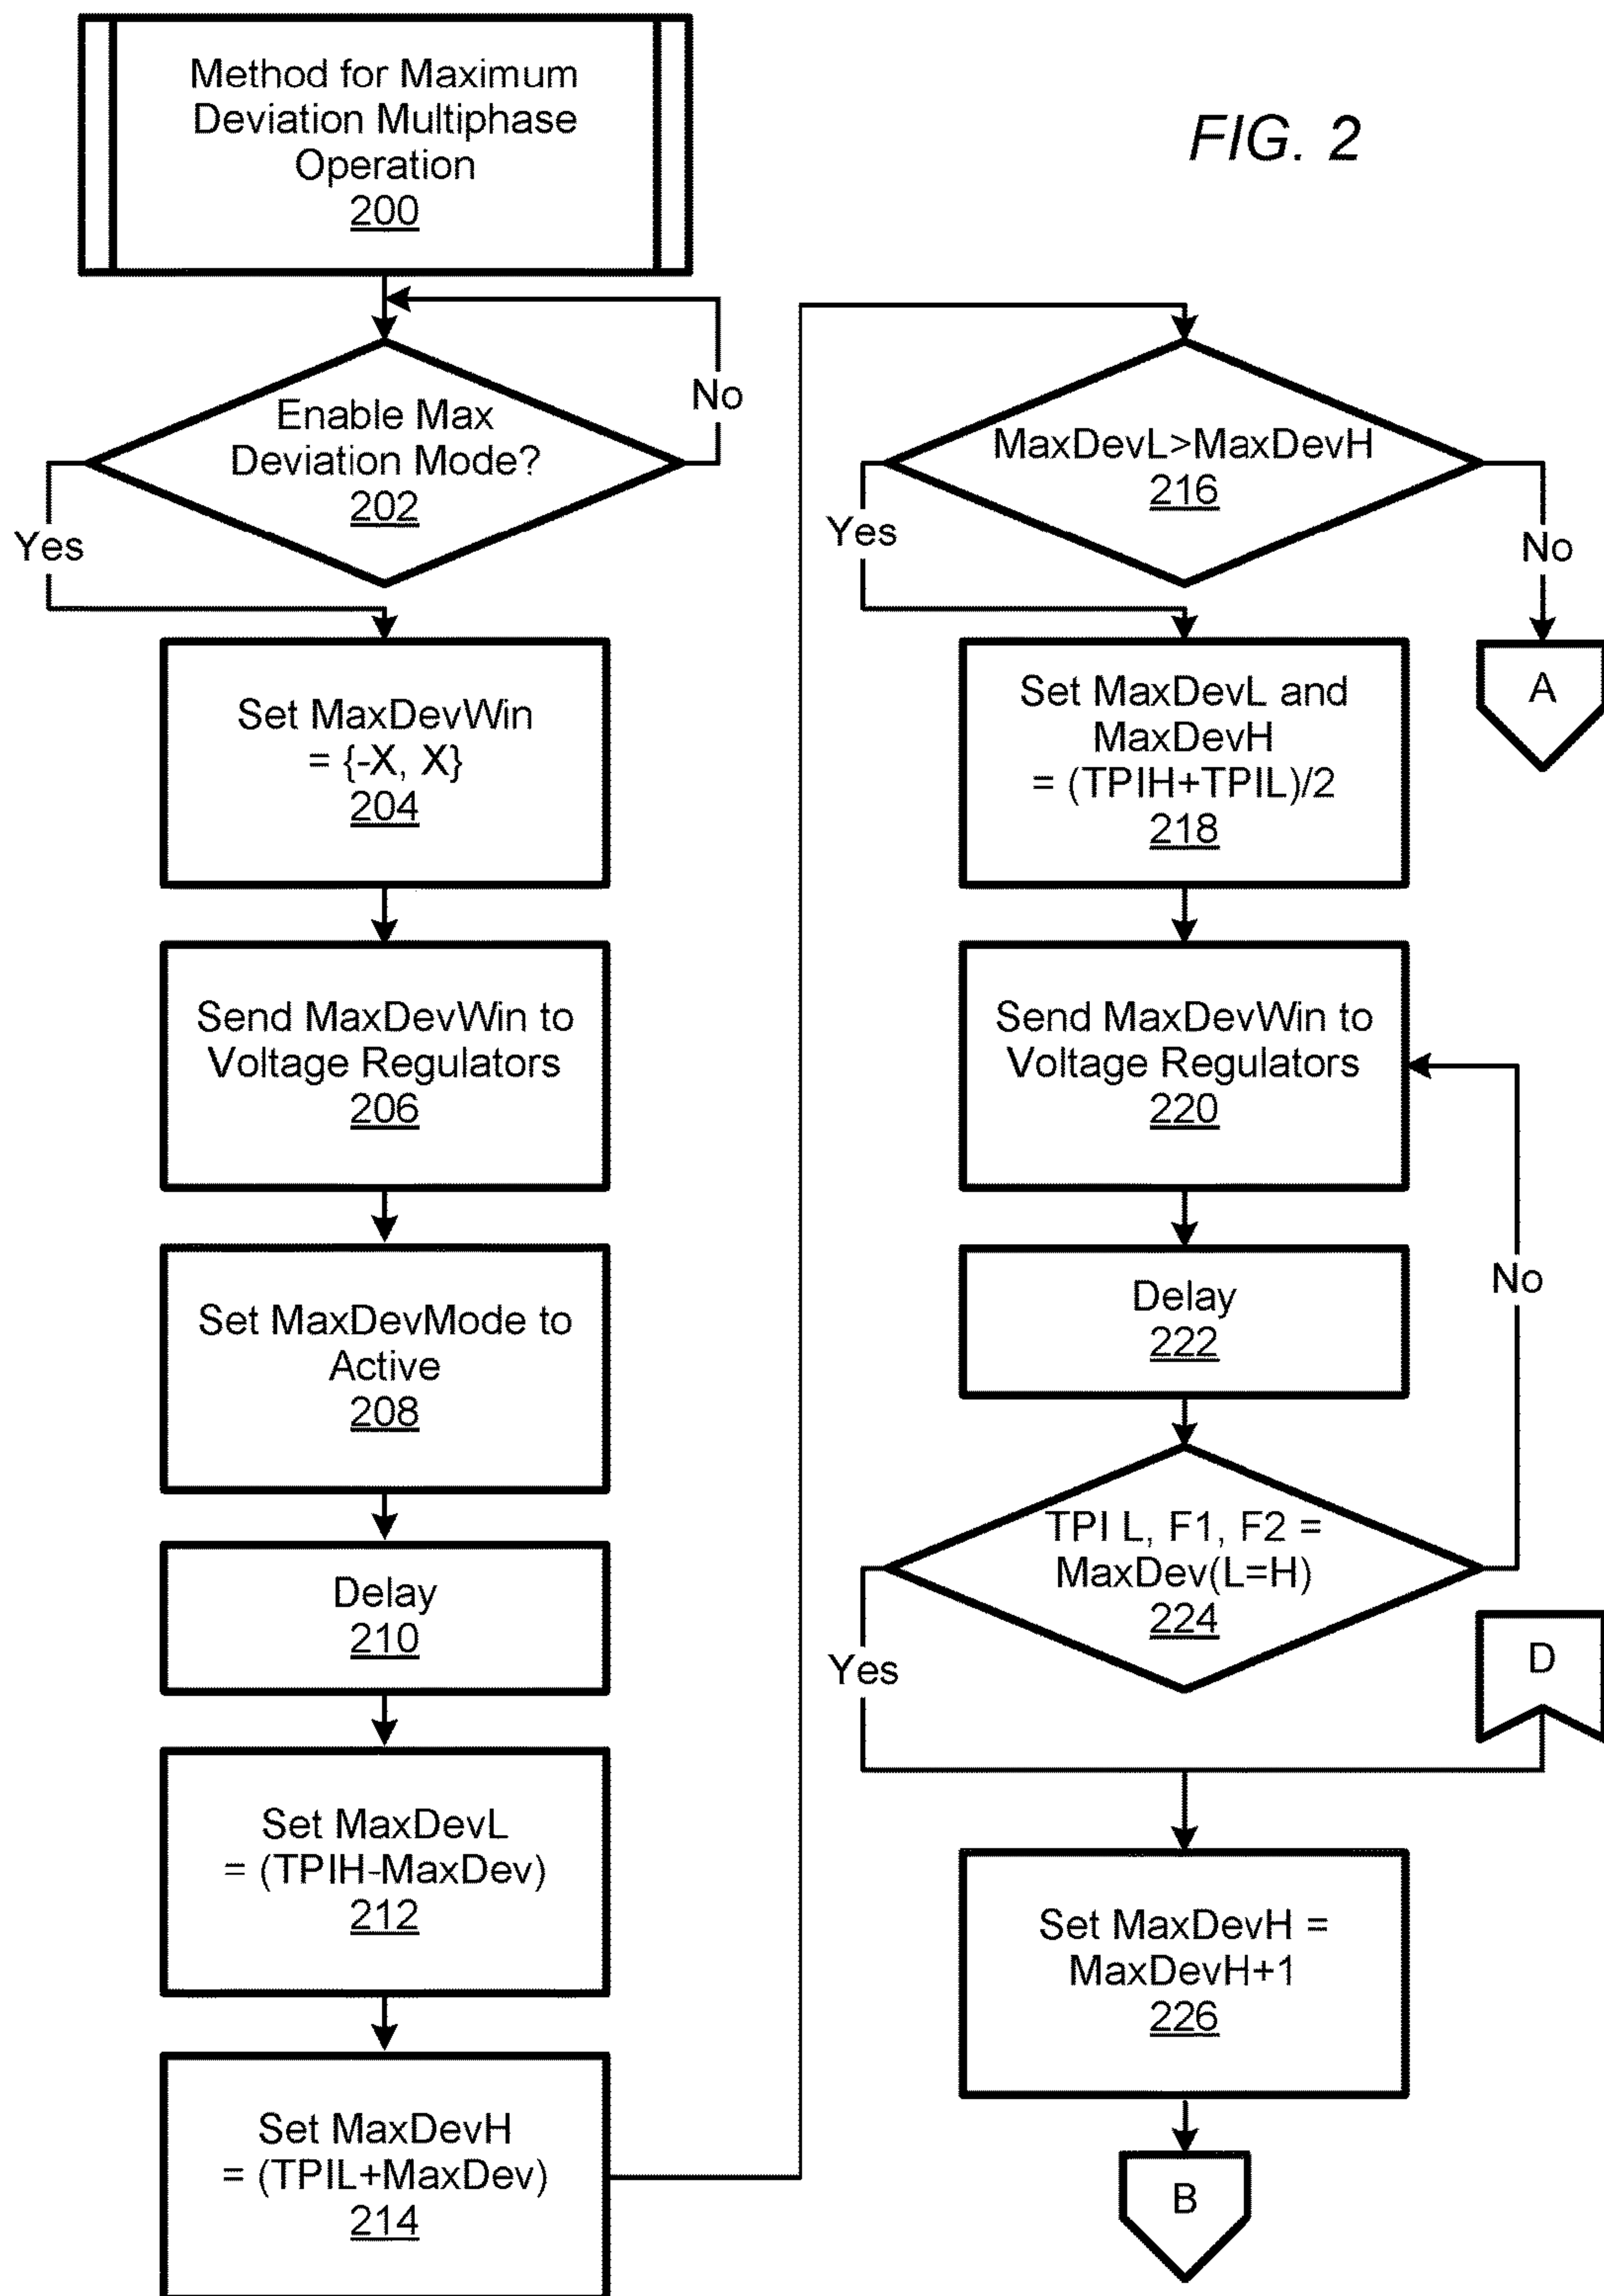 Method for Maximum
Deviation Multiphase
Operation
200
FIG. 2
Enable Max
Deviation Mode?
202
No
Yes
Set MaxDevWin
= {-X, X}
204
Send MaxDevWin to
Voltage Regulators
206
Set MaxDevMode to
Active
208
Delay
210
Set MaxDevL
= (TPIH-MaxDev)
212
Set MaxDevH
= (TPIL+MaxDev)
214
MaxDevL>MaxDevH
216
Yes
No
A
Set MaxDevL and
MaxDevH
= (TPIH+TPIL)/2
218
Send MaxDevWin to
Voltage Regulators
220
Delay
222
No
TPI L, F1, F2 =
MaxDev(L=H)
224
Yes
D
Set MaxDevH =
MaxDevH+1
226
B